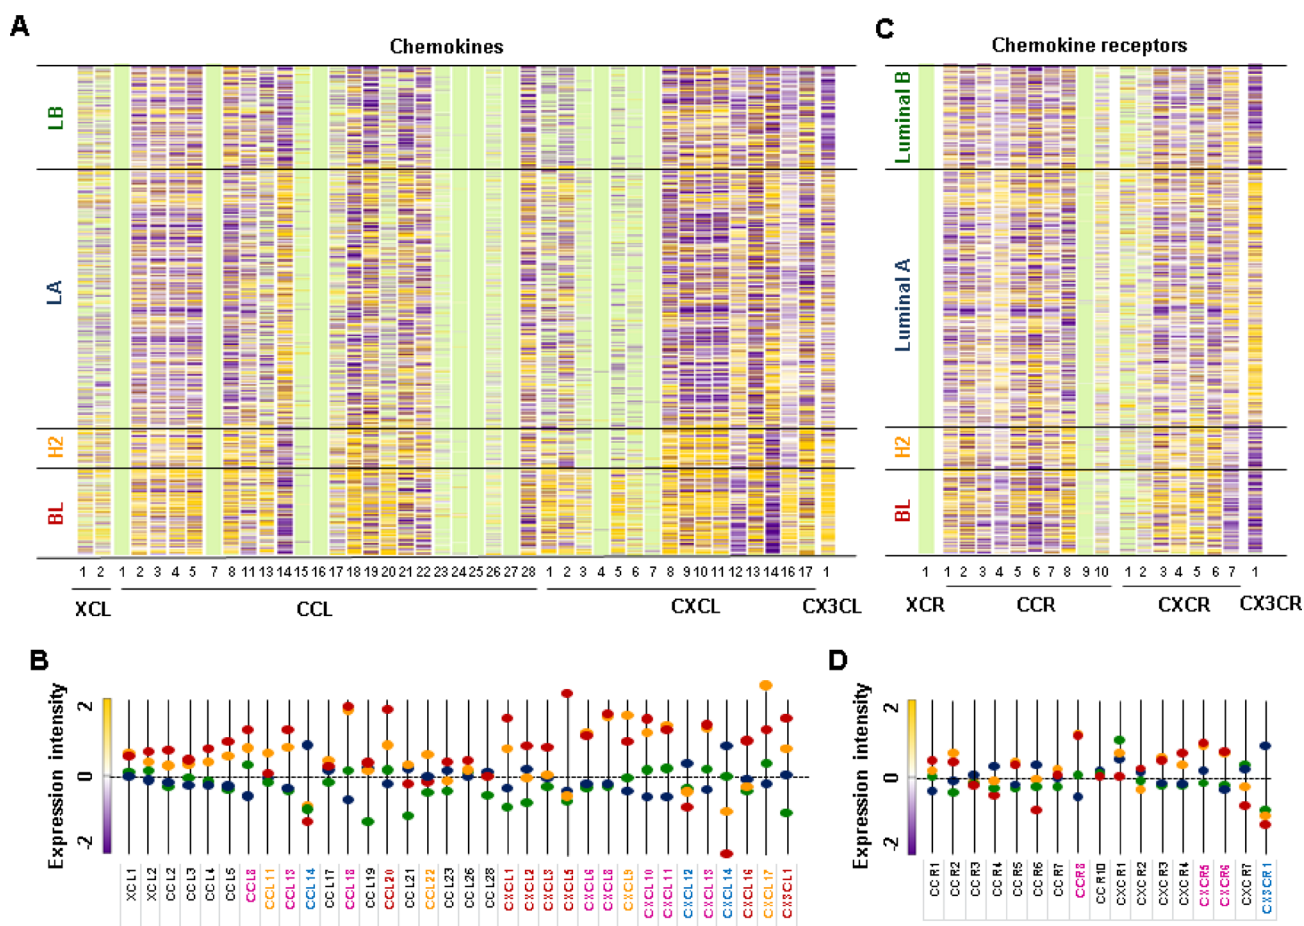 A
Chemokines
LB
LA
H2
BL
1 2 1 2 3 4 5 7 8 11 13 14 15 16 17 18 19 20 21 22 23 24 25 26 27 28 1 2 3 4 5 6 7 8 9 10 11 12 13 14 16 17 1
XCL CCL CXCL CX3CL
C
Chemokine receptors
Luminal B
Luminal A
H2
BL
1 1 2 3 4 5 6 7 8 9 10 1 2 3 4 5 6 7 1
XCR CCR CXCR CX3CR
B
Expression intensity
2
0
-2
XCL1
XCL2
CCL2
CCL3
CCL4
CCL5
CCL8
CCL11
CCL13
CCL14
CCL17
CCL18
CCL19
CCL20
CCL21
CCL22
CCL23
CCL26
CCL28
CXCL1
CXCL2
CXCL3
CXCL5
CXCL6
CXCL8
CXCL9
CXCL10
CXCL11
CXCL12
CXCL13
CXCL14
CXCL16
CXCL17
CX3CL1
D
Expression intensity
2
0
-2
CCR1
CCR2
CCR3
CCR4
CCR5
CCR6
CCR7
CCR8
CCR10
CXCR1
CXCR2
CXCR3
CXCR4
CXCR5
CXCR6
CXCR7
CX3CR1